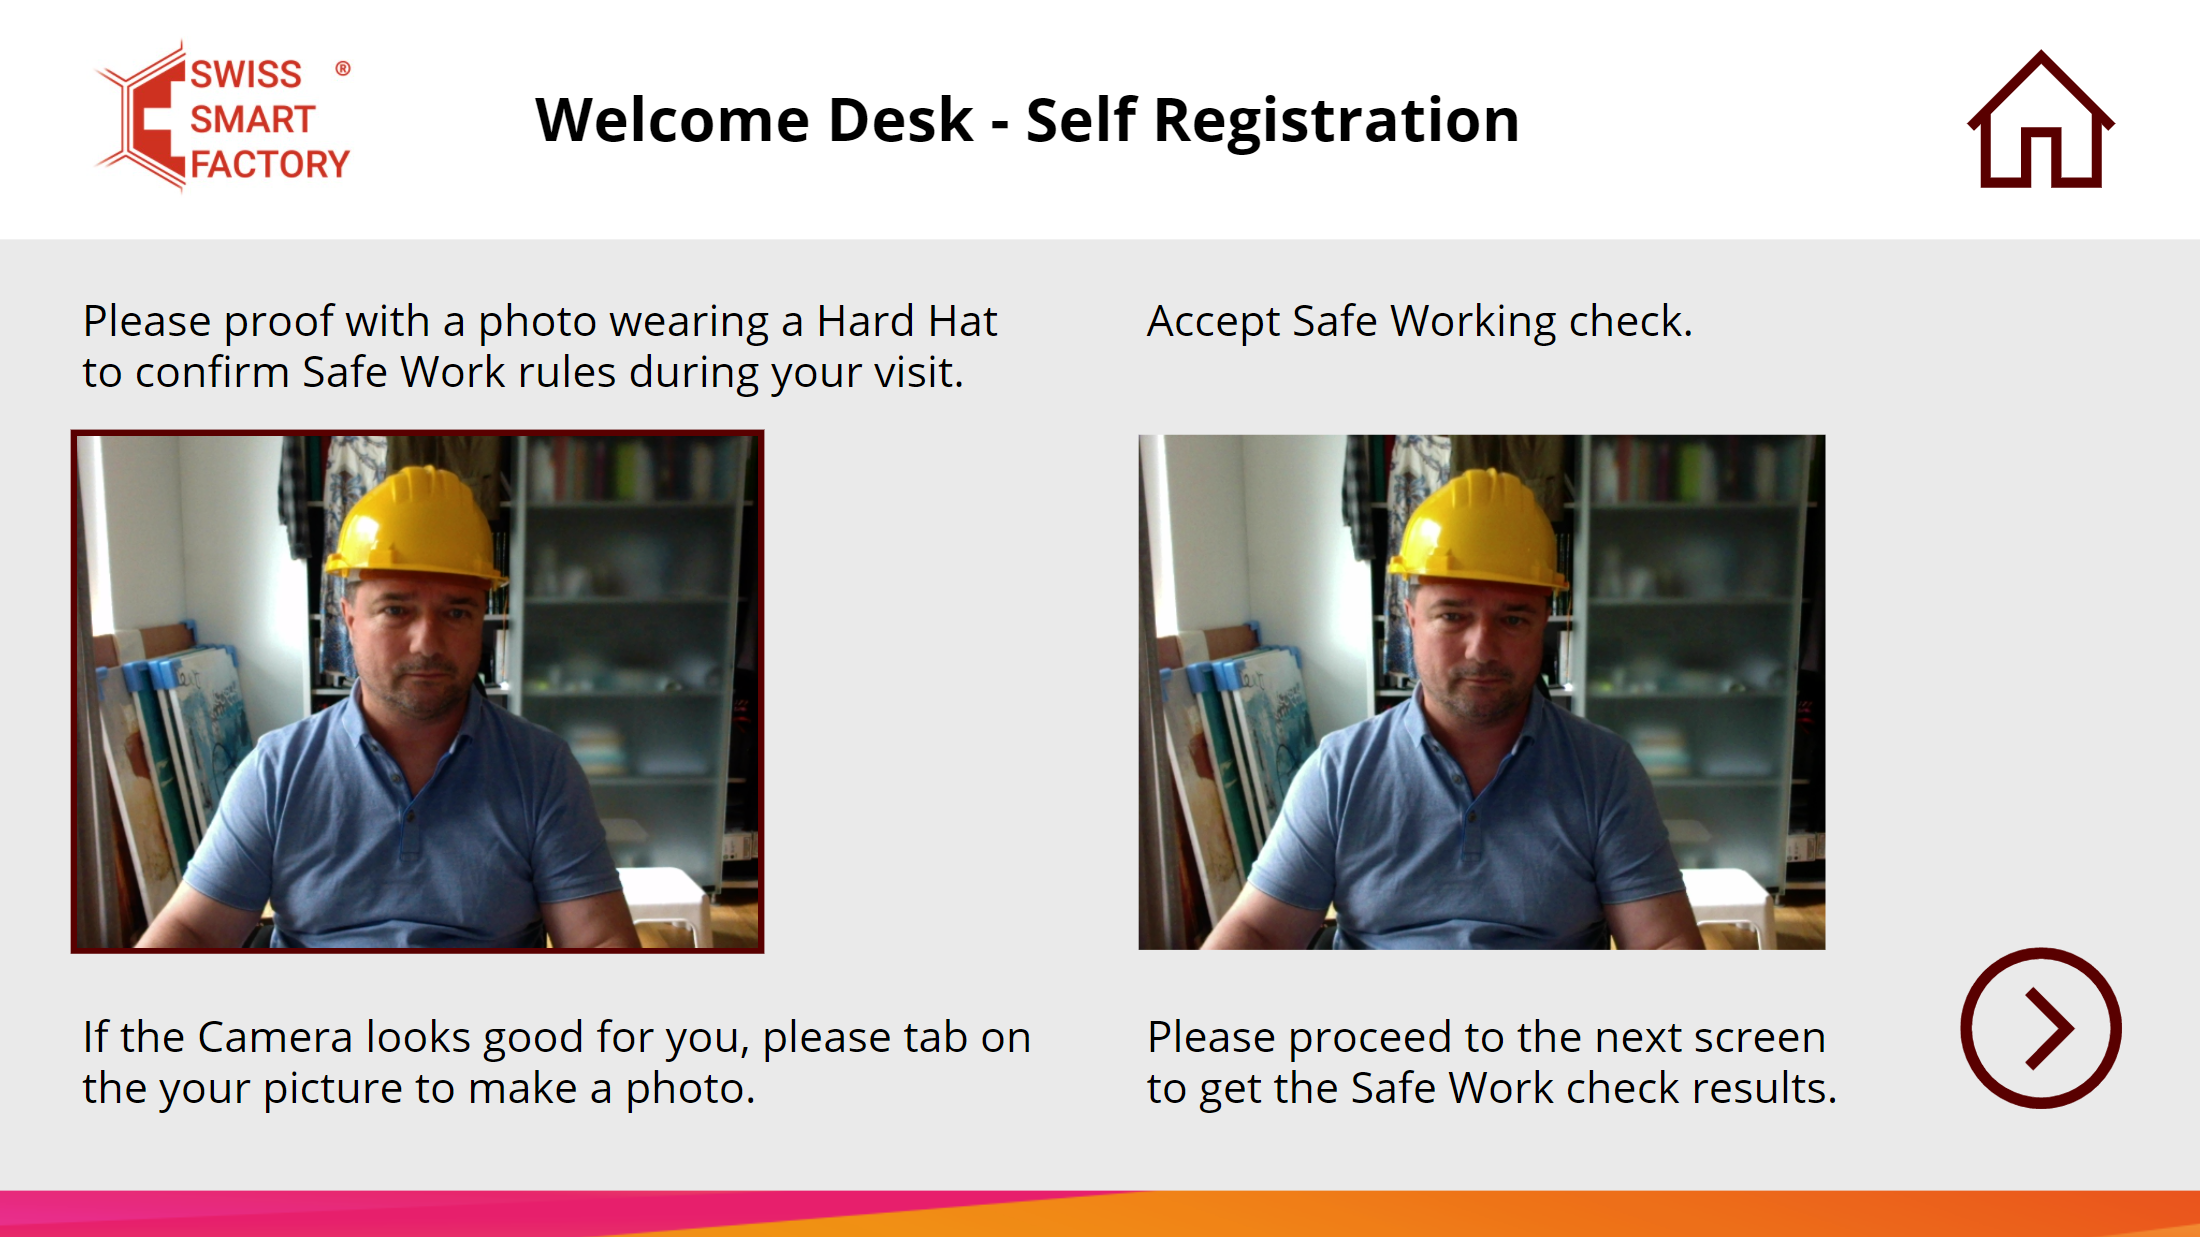 SWISS ®
SMART
FACTORY
Welcome Desk - Self Registration
Please proof with a photo wearing a Hard Hat
to confirm Safe Work rules during your visit.
Accept Safe Working check.
If the Camera looks good for you, please tab on
the your picture to make a photo.
Please proceed to the next screen
to get the Safe Work check results.